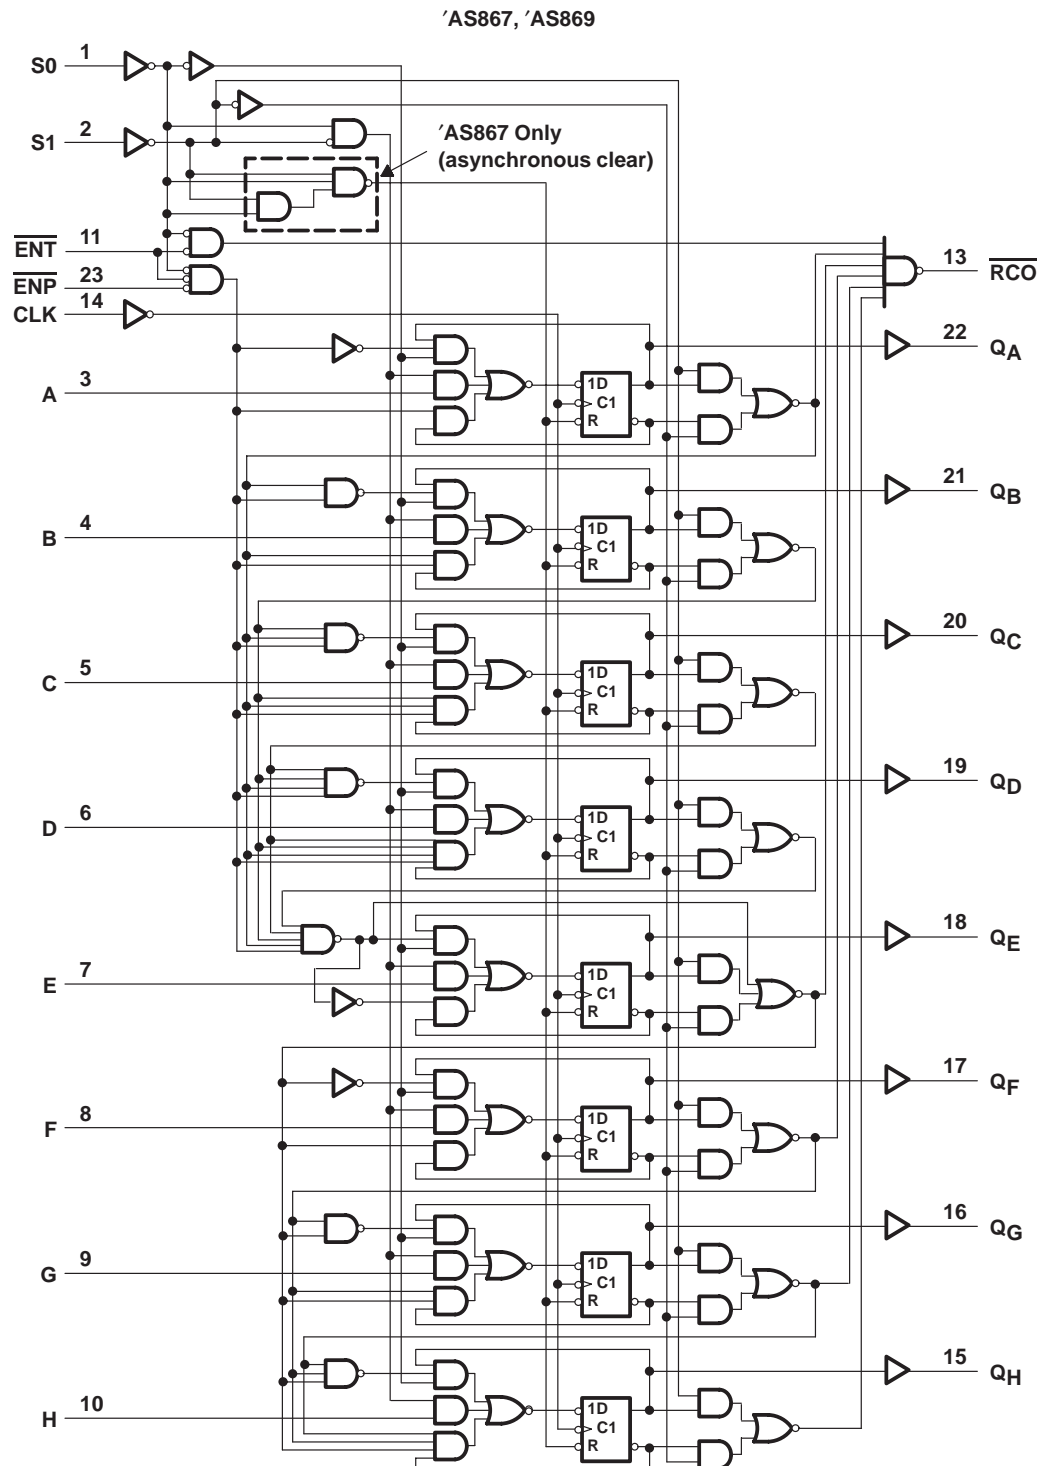 ′AS867, ′AS869
S0 1
S1 2
′AS867 Only
(asynchronous clear)
ENT 11
13 RCO
ENP 23
CLK 14
22 QA
A 3
1D
C1
R
21 QB
B 4
1D
C1
R
20 QC
C 5
1D
C1
R
19 QD
D 6
1D
C1
R
18 QE
E 7
1D
C1
R
17 QF
F 8
1D
C1
R
16 QG
G 9
1D
C1
R
15 QH
H 10
1D
C1
R